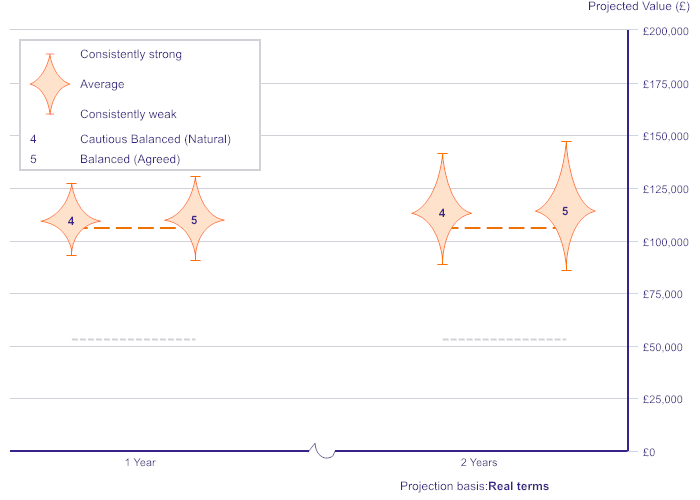 Projected Value (£)
£200,000
Consistently strong
Average
Consistently weak
4 Cautious Balanced (Natural)
5 Balanced (Agreed)
£175,000
£150,000
£125,000
4 5 4 5
£100,000
£75,000
£50,000
£25,000
£0
1 Year 2 Years
Projection basis:Real terms